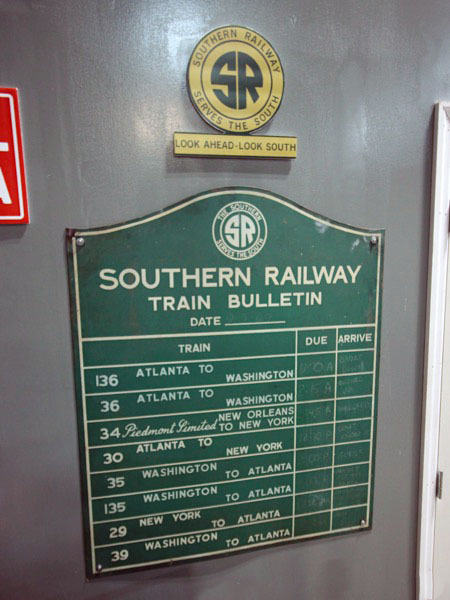 SOUTHERN RAILWAY
SR
SERVES THE SOUTH
LOOK AHEAD-LOOK SOUTH
A
THE SOUTHERN
SR
SERVES THE SOUTH
SOUTHERN RAILWAY
TRAIN BULLETIN
DATE
TRAIN DUE ARRIVE
136 ATLANTA TO WASHINGTON
36 ATLANTA TO WASHINGTON
34 Piedmont Limited NEW ORLEANS TO NEW YORK
30 ATLANTA TO NEW YORK
35 WASHINGTON TO ATLANTA
135 WASHINGTON TO ATLANTA
29 NEW YORK TO ATLANTA
39 WASHINGTON TO ATLANTA